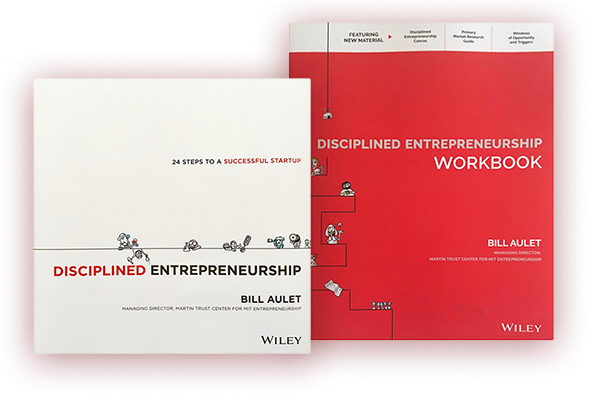 24 STEPS TO A SUCCESSFUL STARTUP
DISCIPLINED ENTREPRENEURSHIP
BILL AULET
MANAGING DIRECTOR, MARTIN TRUST CENTER FOR MIT ENTREPRENEURSHIP
WILEY
FEATURING
NEW MATERIAL
Disciplined
Entrepreneurship
Canvas
Primary
Market Research
Guide
Windows
of Opportunity
and Triggers
DISCIPLINED ENTREPRENEURSHIP
WORKBOOK
BILL AULET
MANAGING DIRECTOR,
MARTIN TRUST CENTER FOR MIT ENTREPRENEURSHIP
WILEY